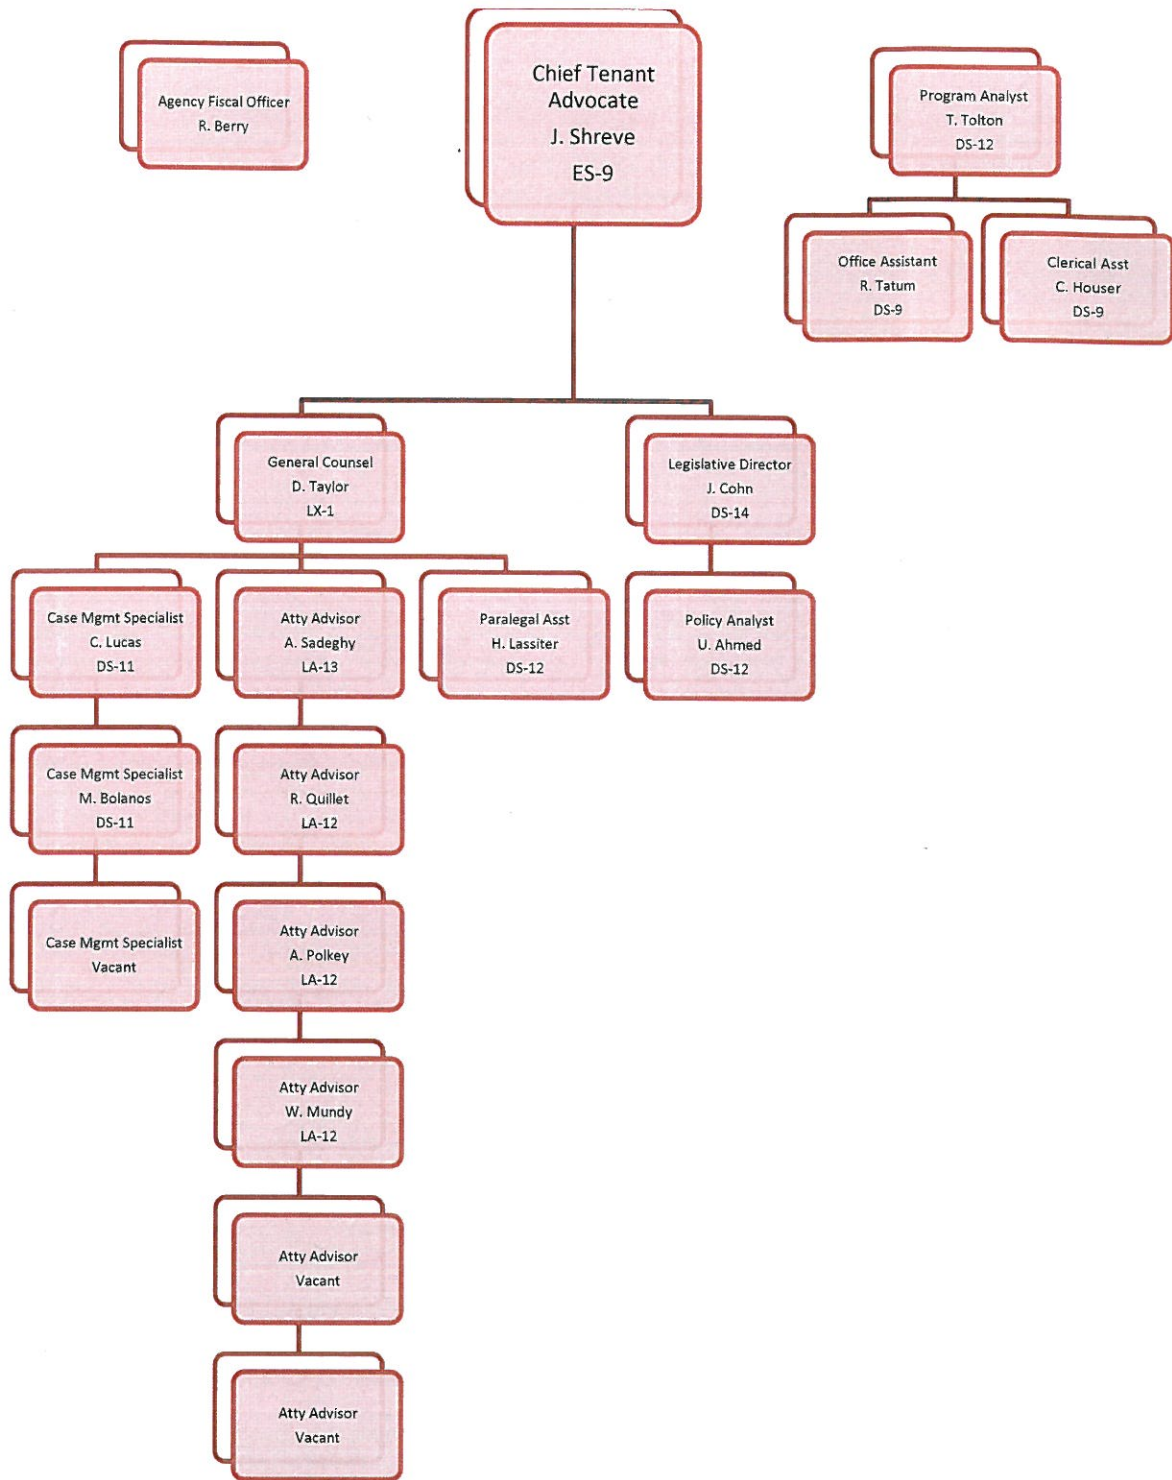 Agency Fiscal Officer
R. Berry
Chief Tenant
Advocate
J. Shreve
ES-9
Program Analyst
T. Tolton
DS-12
Office Assistant
R. Tatum
DS-9
Clerical Asst
C. Houser
DS-9
General Counsel
D. Taylor
LX-1
Legislative Director
J. Cohn
DS-14
Case Mgmt Specialist
C. Lucas
DS-11
Atty Advisor
A. Sadeghy
LA-13
Paralegal Asst
H. Lassiter
DS-12
Policy Analyst
U. Ahmed
DS-12
Case Mgmt Specialist
M. Bolanos
DS-11
Atty Advisor
R. Quillet
LA-12
Case Mgmt Specialist
Vacant
Atty Advisor
A. Polkey
LA-12
Atty Advisor
W. Mundy
LA-12
Atty Advisor
Vacant
Atty Advisor
Vacant